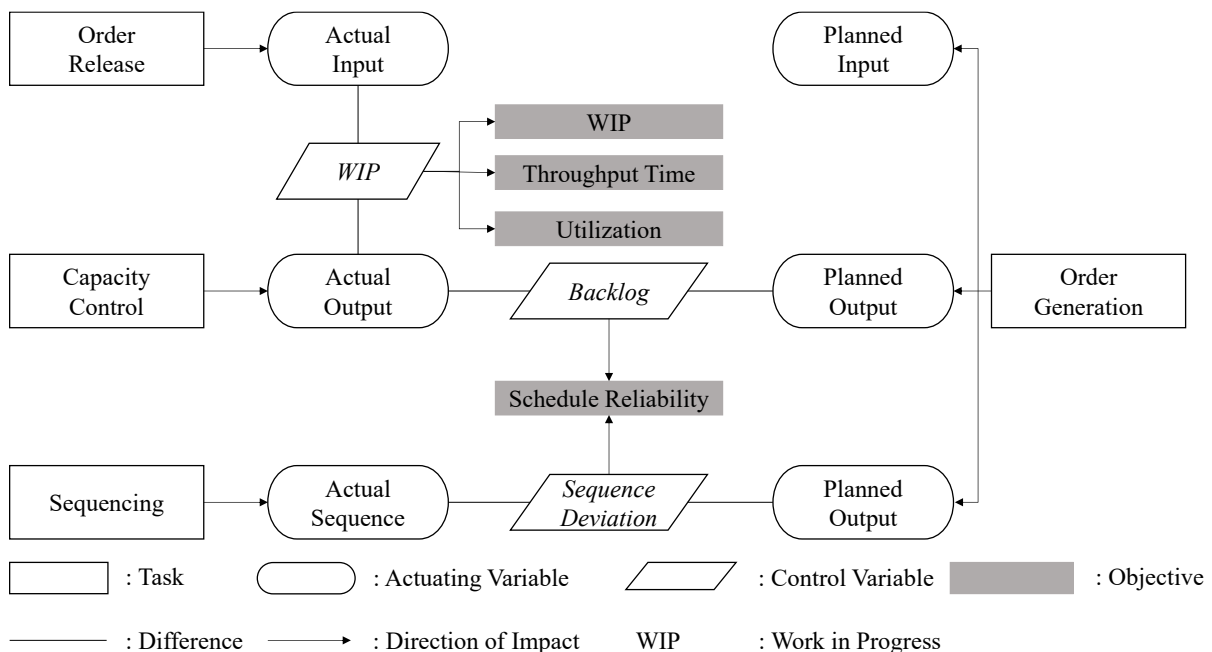 Order
Release
Actual
Input
Planned
Input
WIP
WIP
Throughput Time
Utilization
Capacity
Control
Actual
Output
Backlog
Planned
Output
Order
Generation
Schedule Reliability
Sequencing
Actual
Sequence
Sequence
Deviation
Planned
Output
: Task
: Actuating Variable
: Control Variable
: Objective
: Difference
: Direction of Impact
WIP
: Work in Progress